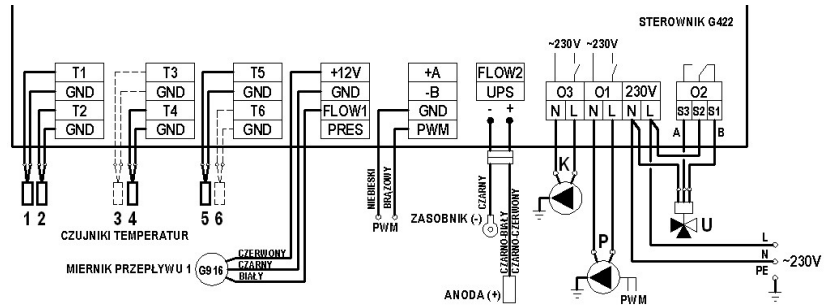 STEROWNIK G422
~230V ~230V
T1
GND
T2
GND
T3
GND
T4
GND
T5
GND
T6
GND
+12V
GND
FLOW1
PRES
+A
-B
GND
PWM
FLOW2
UPS
- +
O3 O1 230V O2
N L N L N L S3 S2 S1
A B
K
P
U
NIEBIESKI
BRĄZOWY
PWM
CZARNY
ZASOBNIK (-)
CZARNO-BIAŁY
CZARNO-CZERWONY
ANODA (+)
1 2 3 4 5 6
CZUJNIKI TEMPERATUR
MIERNIK PRZEPŁYWU 1
G916
CZERWONY
CZARNY
BIAŁY
PWM
L
N
PE
~230V